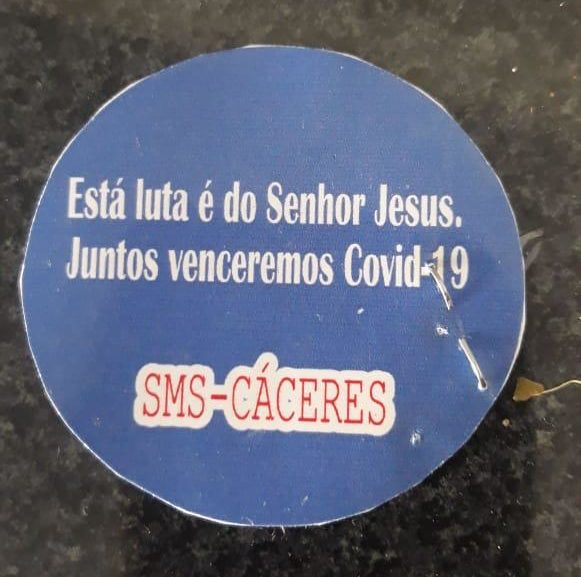 Está luta é do Senhor Jesus.
Juntos venceremos Covid-19
SMS-CÁCERES